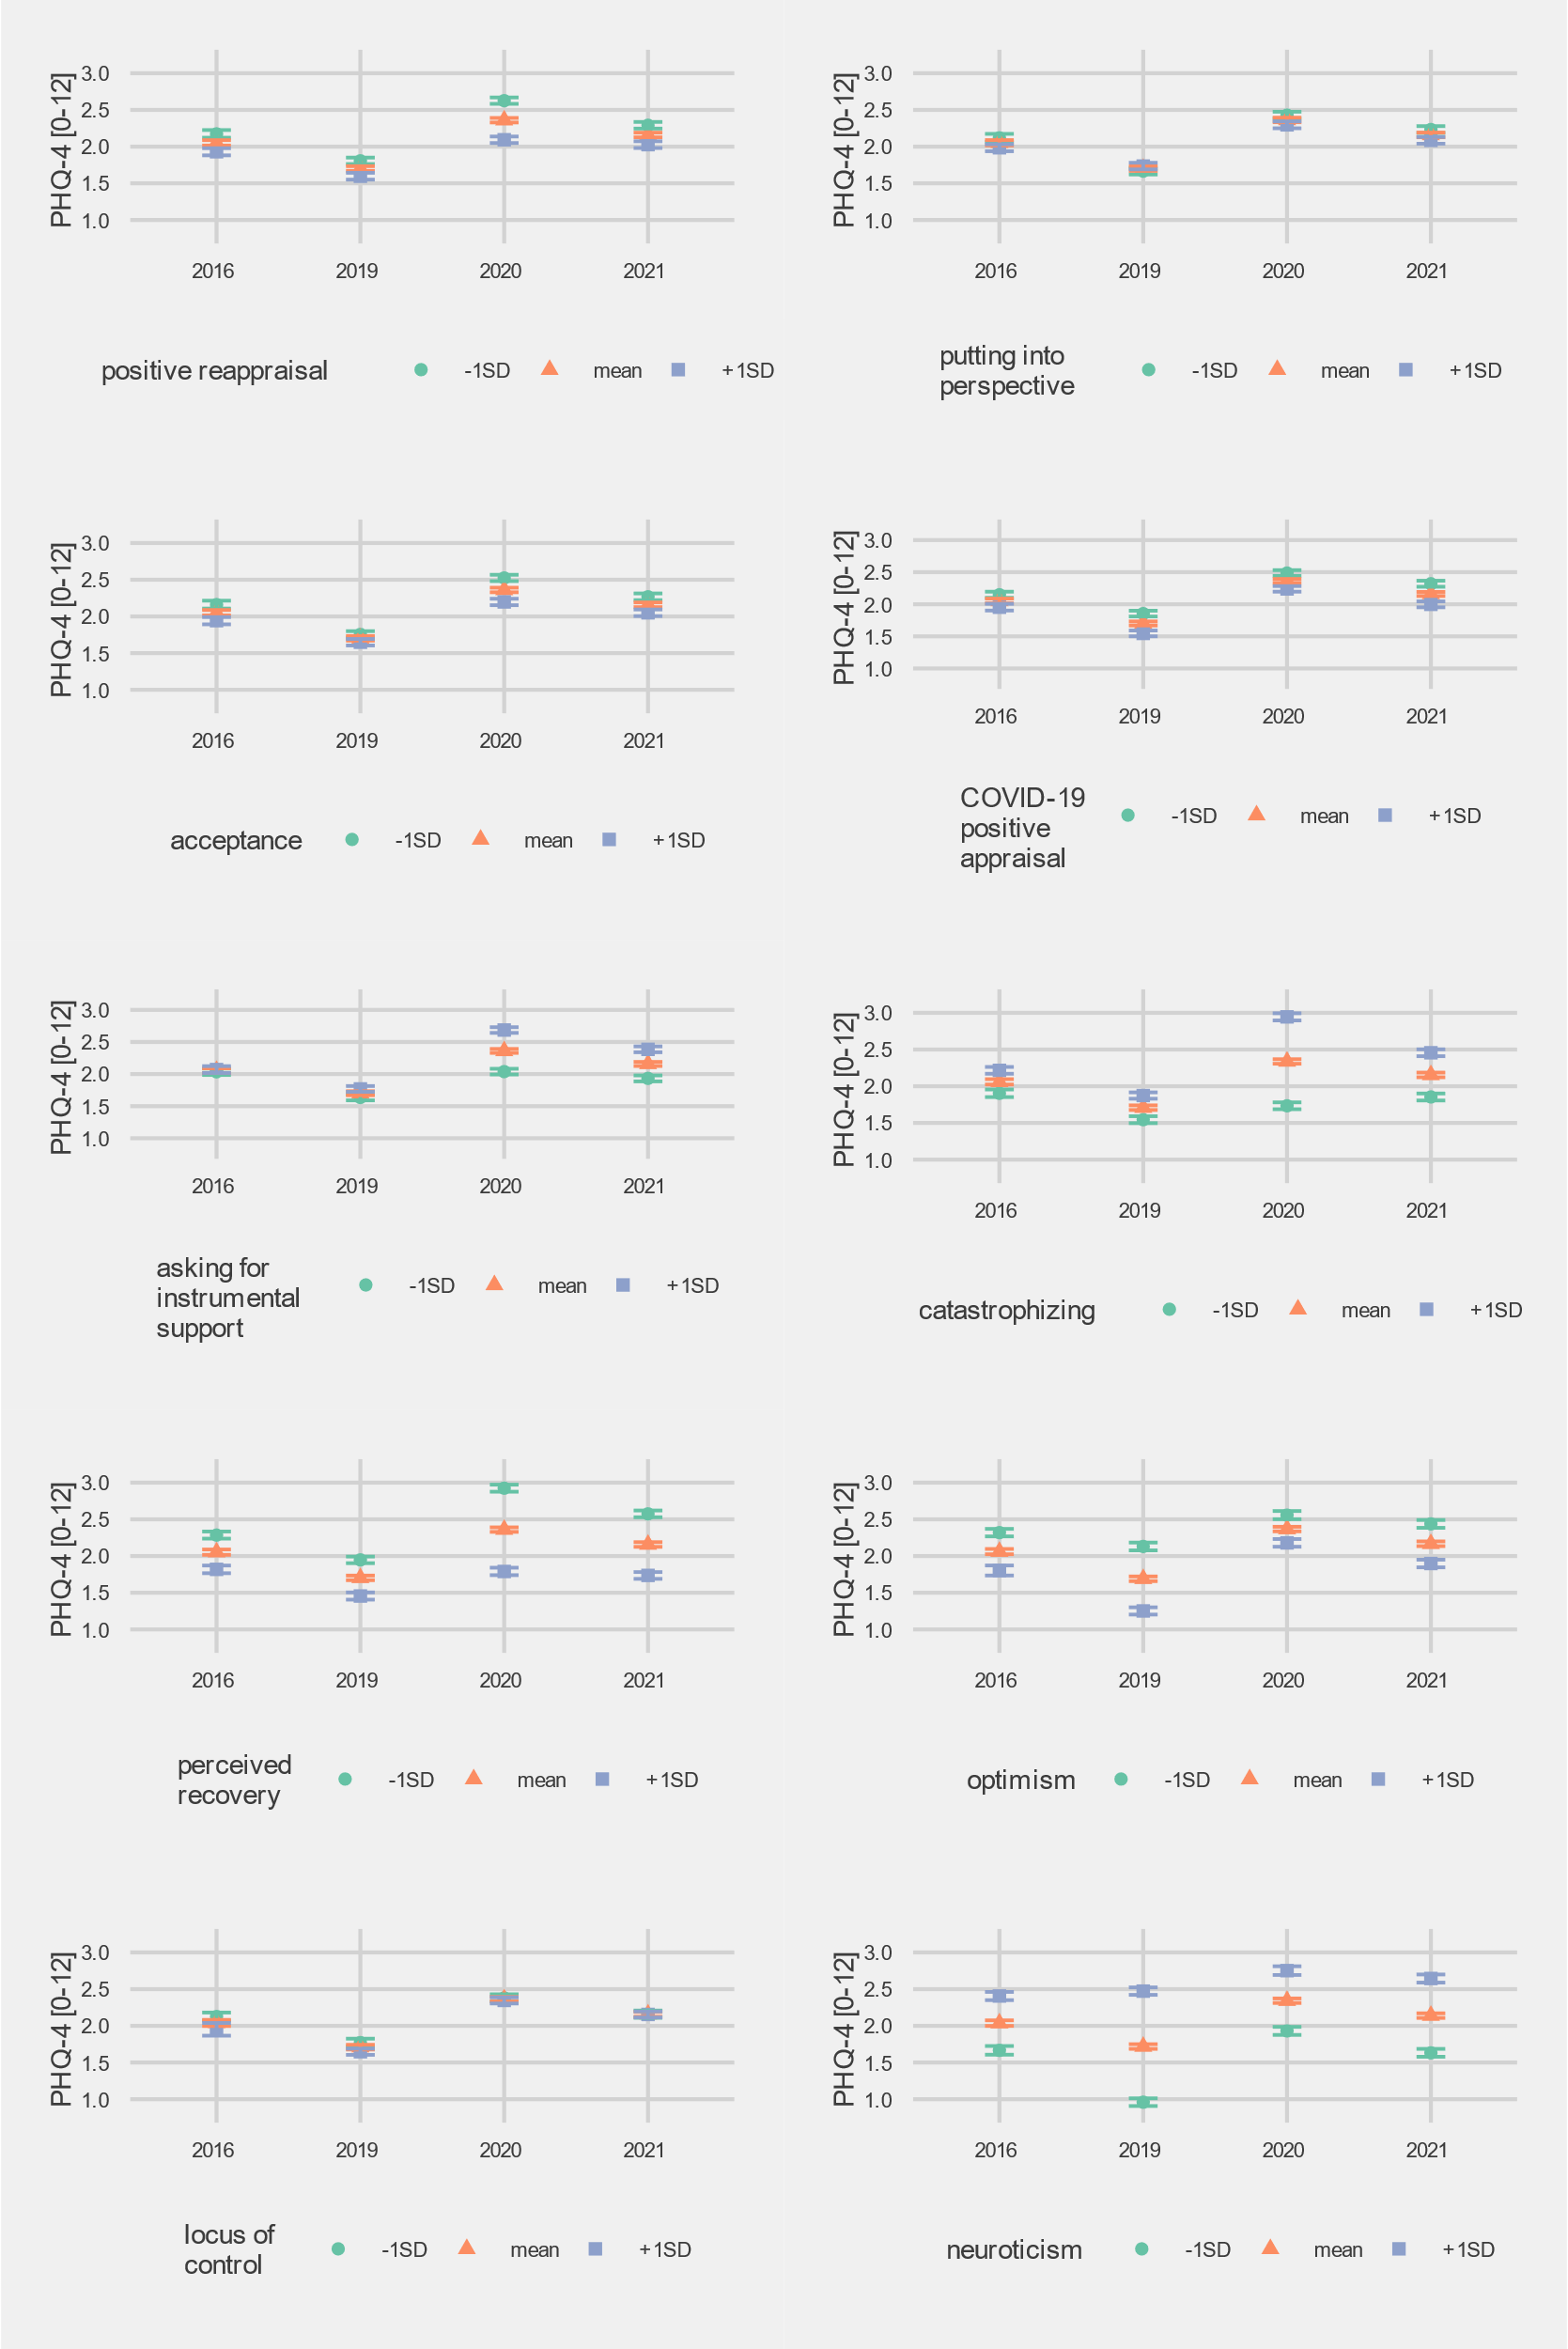 PHQ-4 [0-12]
3.0
2.5
2.0
1.5
1.0
2016 2019 2020 2021
positive reappraisal -1SD mean +1SD
PHQ-4 [0-12]
3.0
2.5
2.0
1.5
1.0
2016 2019 2020 2021
putting into
perspective
-1SD mean +1SD
PHQ-4 [0-12]
3.0
2.5
2.0
1.5
1.0
2016 2019 2020 2021
acceptance -1SD mean +1SD
PHQ-4 [0-12]
3.0
2.5
2.0
1.5
1.0
2016 2019 2020 2021
COVID-19
positive
appraisal
-1SD mean +1SD
PHQ-4 [0-12]
3.0
2.5
2.0
1.5
1.0
2016 2019 2020 2021
asking for
instrumental
support
-1SD mean +1SD
PHQ-4 [0-12]
3.0
2.5
2.0
1.5
1.0
2016 2019 2020 2021
catastrophizing -1SD mean +1SD
PHQ-4 [0-12]
3.0
2.5
2.0
1.5
1.0
2016 2019 2020 2021
perceived
recovery
-1SD mean +1SD
PHQ-4 [0-12]
3.0
2.5
2.0
1.5
1.0
2016 2019 2020 2021
optimism -1SD mean +1SD
PHQ-4 [0-12]
3.0
2.5
2.0
1.5
1.0
2016 2019 2020 2021
locus of
control
-1SD mean +1SD
PHQ-4 [0-12]
3.0
2.5
2.0
1.5
1.0
2016 2019 2020 2021
neuroticism -1SD mean +1SD